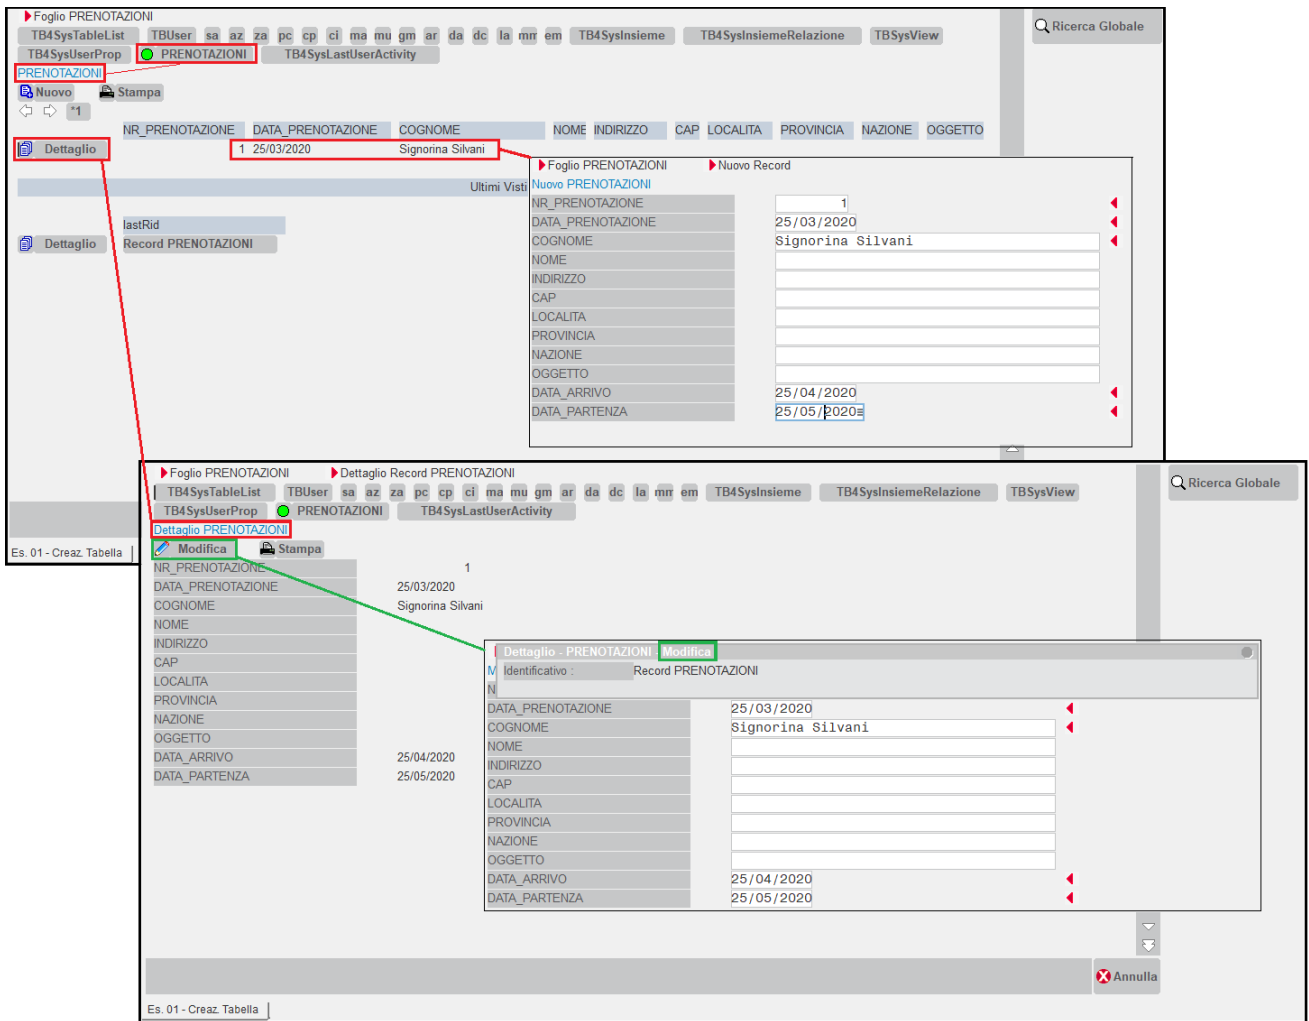 Foglio PRENOTAZIONI
TB4SysTableList TBUser sa az za pc cp ci ma mu gm ar da dc la mm em TB4SysInsieme TB4SysInsiemeRelazione TBSysView
Ricerca Globale
TB4SysUserProp PRENOTAZIONI TB4SysLastUserActivity
PRENOTAZIONI
Nuovo Stampa
*1
NR_PRENOTAZIONE DATA_PRENOTAZIONE COGNOME NOME INDIRIZZO CAP LOCALITA PROVINCIA NAZIONE OGGETTO
Dettaglio 1 25/03/2020 Signorina Silvani
Ultimi Visti
lastRid
Dettaglio Record PRENOTAZIONI
Es. 01 - Creaz. Tabella
Foglio PRENOTAZIONI Nuovo Record
Nuovo PRENOTAZIONI
NR_PRENOTAZIONE 1
DATA_PRENOTAZIONE 25/03/2020
COGNOME Signorina Silvani
NOME
INDIRIZZO
CAP
LOCALITA
PROVINCIA
NAZIONE
OGGETTO
DATA_ARRIVO 25/04/2020
DATA_PARTENZA 25/05/2020
Foglio PRENOTAZIONI Dettaglio Record PRENOTAZIONI
TB4SysTableList TBUser sa az za pc cp ci ma mu gm ar da dc la mm em TB4SysInsieme TB4SysInsiemeRelazione TBSysView
Ricerca Globale
TB4SysUserProp PRENOTAZIONI TB4SysLastUserActivity
Dettaglio PRENOTAZIONI
Modifica Stampa
NR_PRENOTAZIONE 1
DATA_PRENOTAZIONE 25/03/2020
COGNOME Signorina Silvani
NOME
INDIRIZZO
CAP
LOCALITA
PROVINCIA
NAZIONE
OGGETTO
DATA_ARRIVO 25/04/2020
DATA_PARTENZA 25/05/2020
Dettaglio - PRENOTAZIONI - Modifica
M Identificativo : Record PRENOTAZIONI
N
DATA_PRENOTAZIONE 25/03/2020
COGNOME Signorina Silvani
NOME
INDIRIZZO
CAP
LOCALITA
PROVINCIA
NAZIONE
OGGETTO
DATA_ARRIVO 25/04/2020
DATA_PARTENZA 25/05/2020
Annulla
Es. 01 - Creaz. Tabella